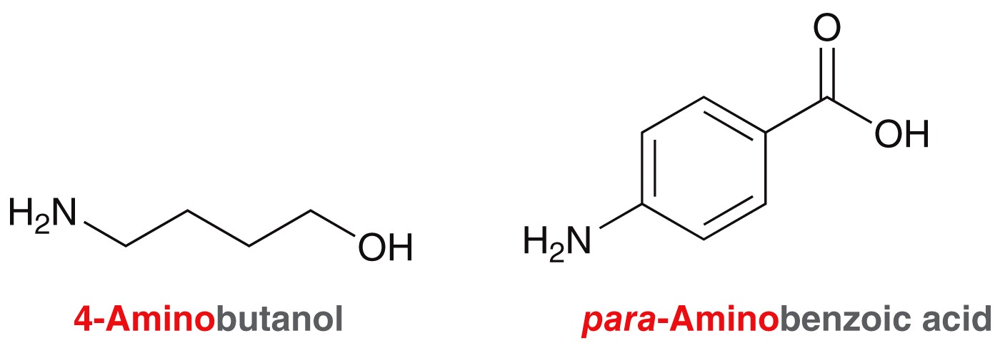 O
OH
H₂N
OH
H₂N
4-Aminobutanol
para-Aminobenzoic acid